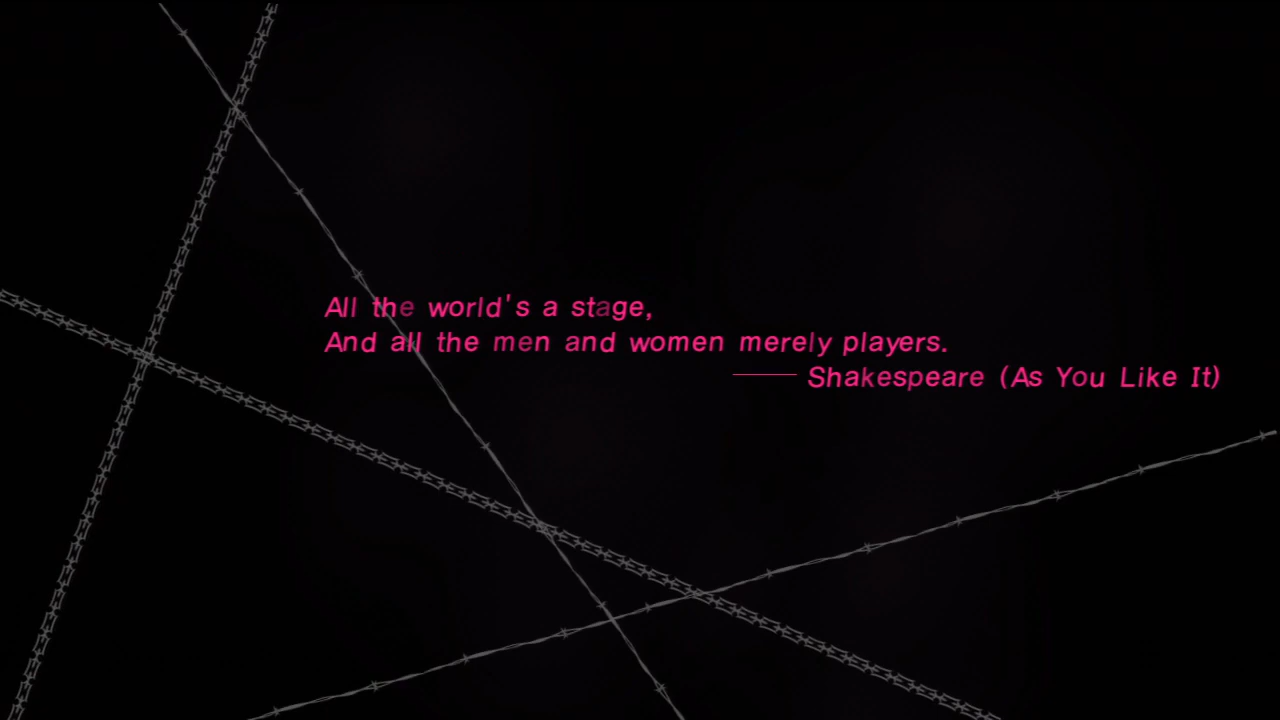 All the world's a stage,
And all the men and women merely players.
—— Shakespeare (As You Like It)